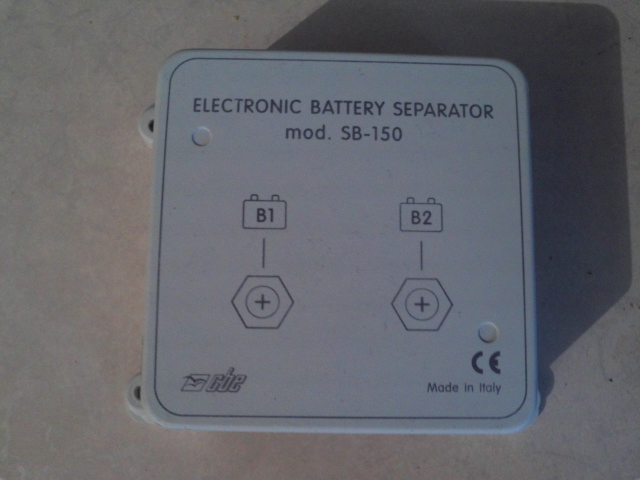 ELECTRONIC BATTERY SEPARATOR
mod. SB-150
B1
B2
CE
cbe
Made in Italy